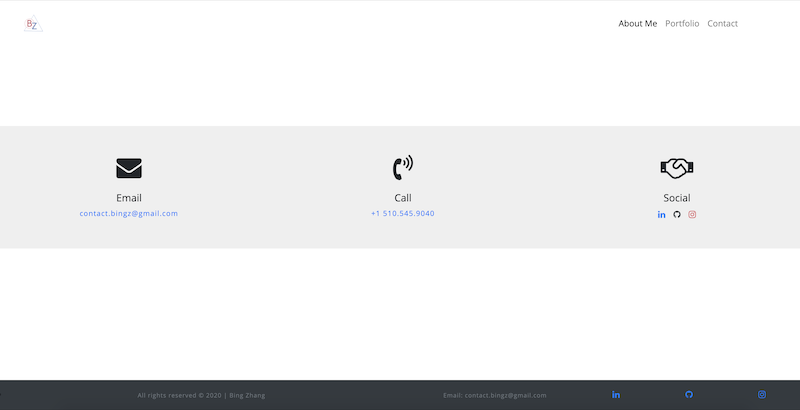 BZ
About Me Portfolio Contact
Email Call Social
contact.bingz@gmail.com +1 510.545.9040
All rights reserved © 2020 | Bing Zhang Email: contact.bingz@gmail.com